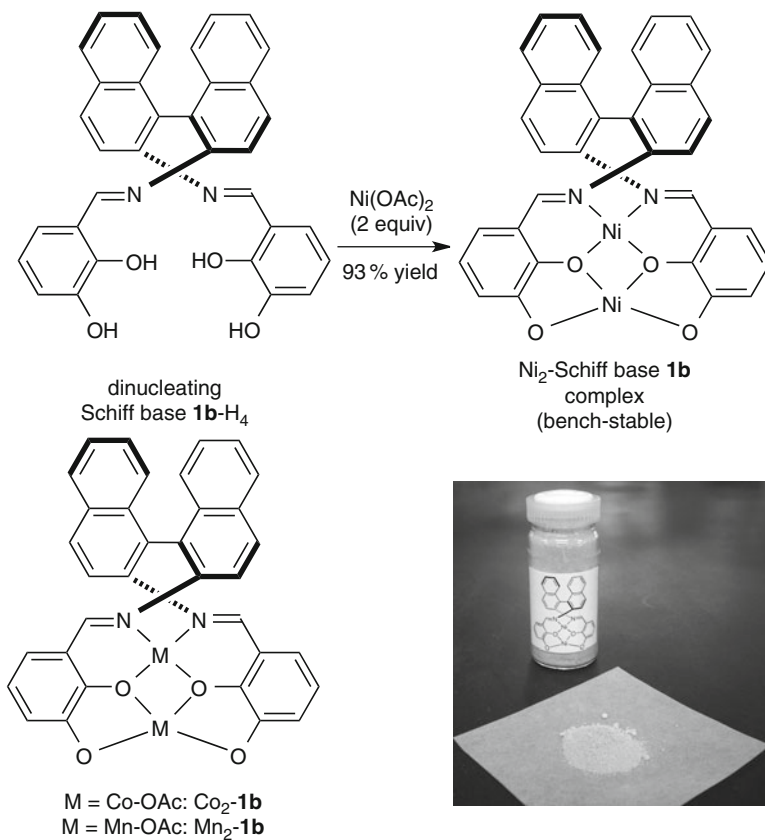 N
N
OH
HO
OH
HO
Ni(OAc)2
(2 equiv)
93 % yield
N
N
Ni
O
O
Ni
O
O
dinucleating
Schiff base 1b-H4
Ni2-Schiff base 1b
complex
(bench-stable)
N
N
M
O
O
M
O
O
M = Co-OAc: Co2-1b
M = Mn-OAc: Mn2-1b